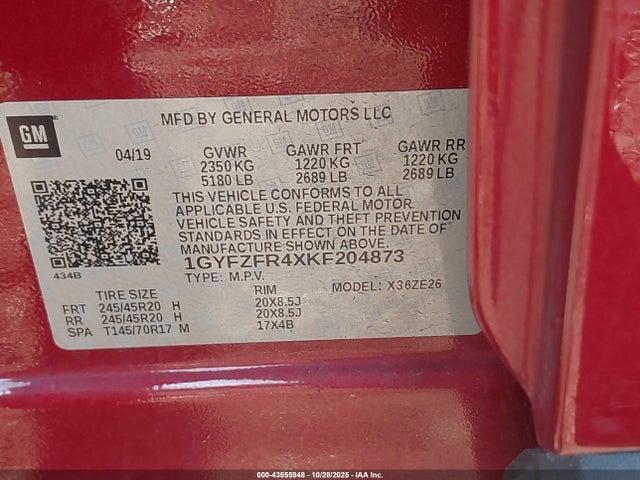 GM
MFD BY GENERAL MOTORS LLC
04/19 GVWR GAWR FRT GAWR RR
2350 KG 1220 KG 1220 KG
5180 LB 2689 LB 2689 LB
THIS VEHICLE CONFORMS TO ALL
APPLICABLE U.S. FEDERAL MOTOR
VEHICLE SAFETY AND THEFT PREVENTION
STANDARDS IN EFFECT ON THE DATE OF
MANUFACTURE SHOWN ABOVE.
1GYFZFR4XKF204873
434B
TYPE: M.P.V. MODEL: X36ZE26
TIRE SIZE RIM
FRT 245/45R20 H 20X8.5J
RR 245/45R20 H 20X8.5J
SPA T145/70R17 M 17X4B
000-43555948 - 10/28/2025 - IAA Inc.